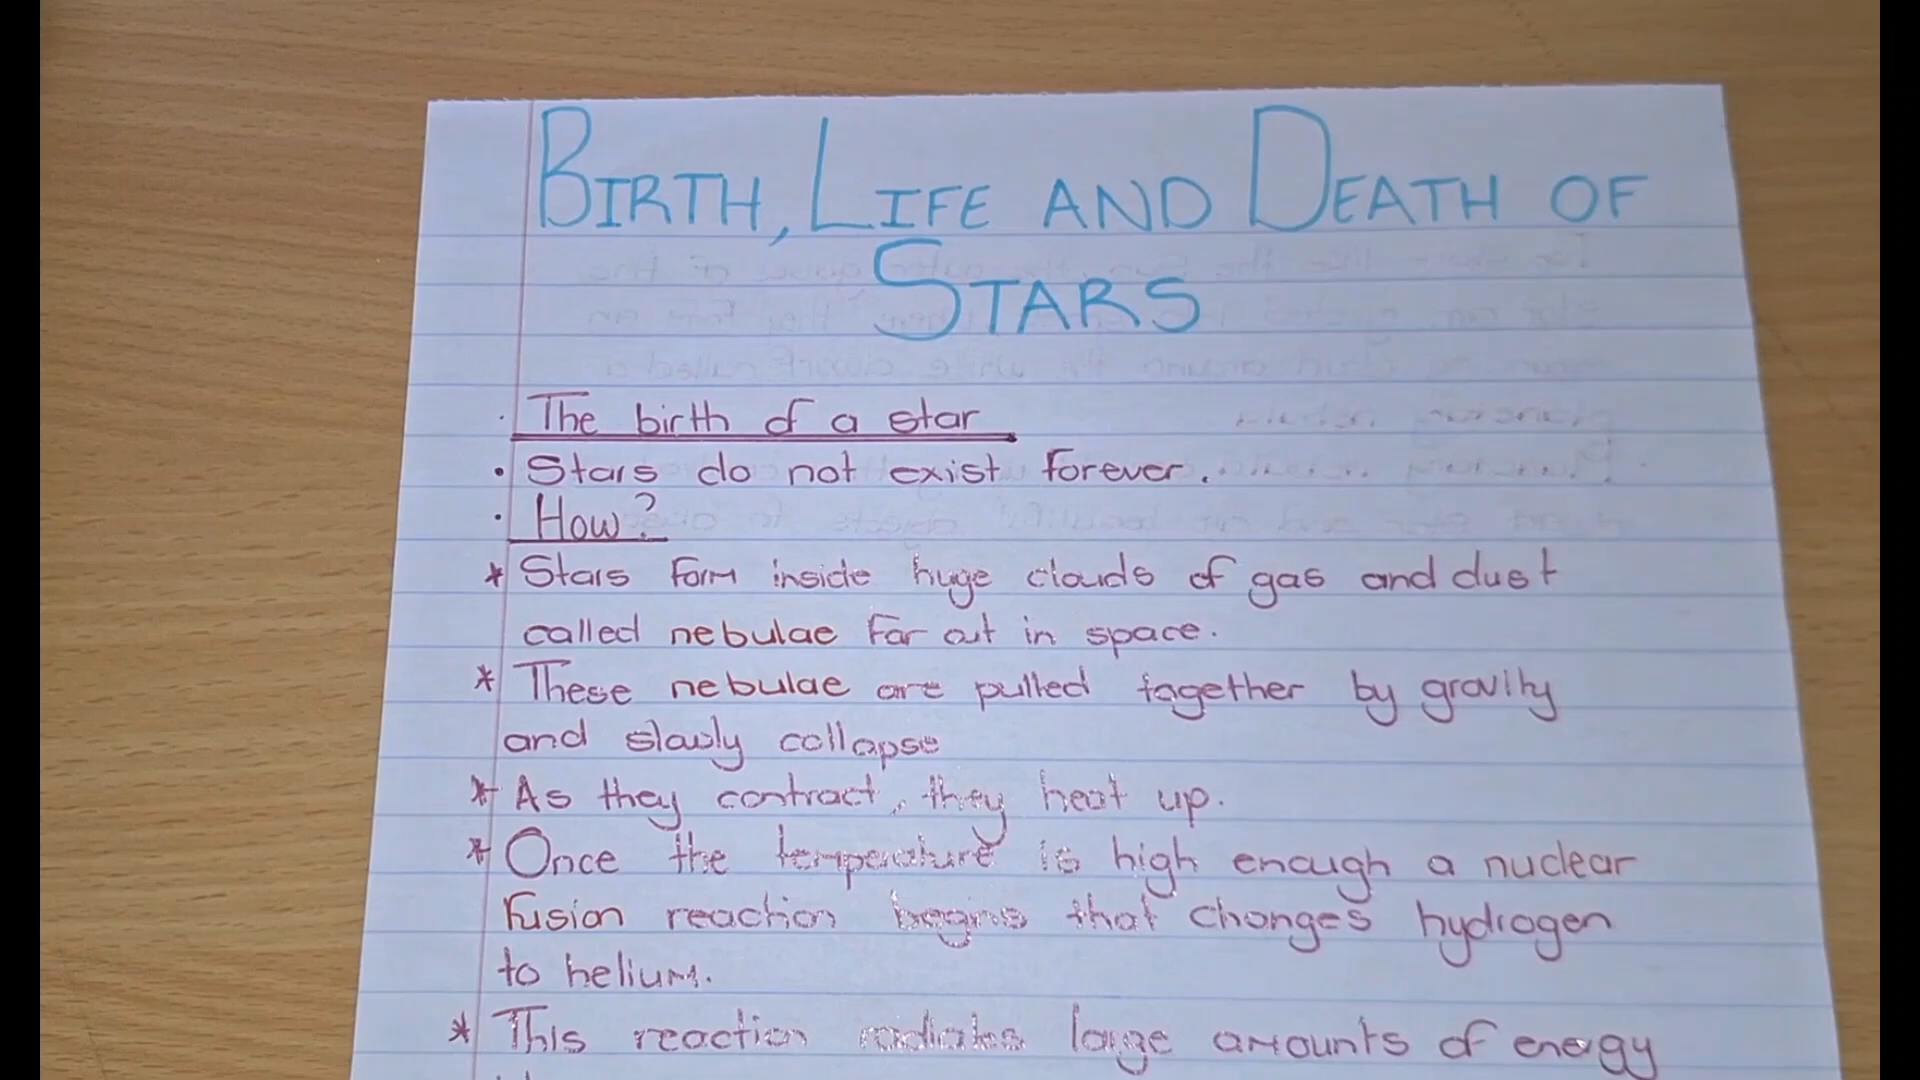 BIRTH, LIFE AND DEATH OF
STARS
· The birth of a star
· Stars do not exist forever.
· How?
* Stars form inside huge clouds of gas and dust
called nebulae far out in space.
* These nebulae are pulled together by gravity
and slowly collapse
* As they contract, they heat up.
* Once the temperature is high enough a nuclear
fusion reaction begins that changes hydrogen
to helium.
* This reaction radiates large amounts of energy